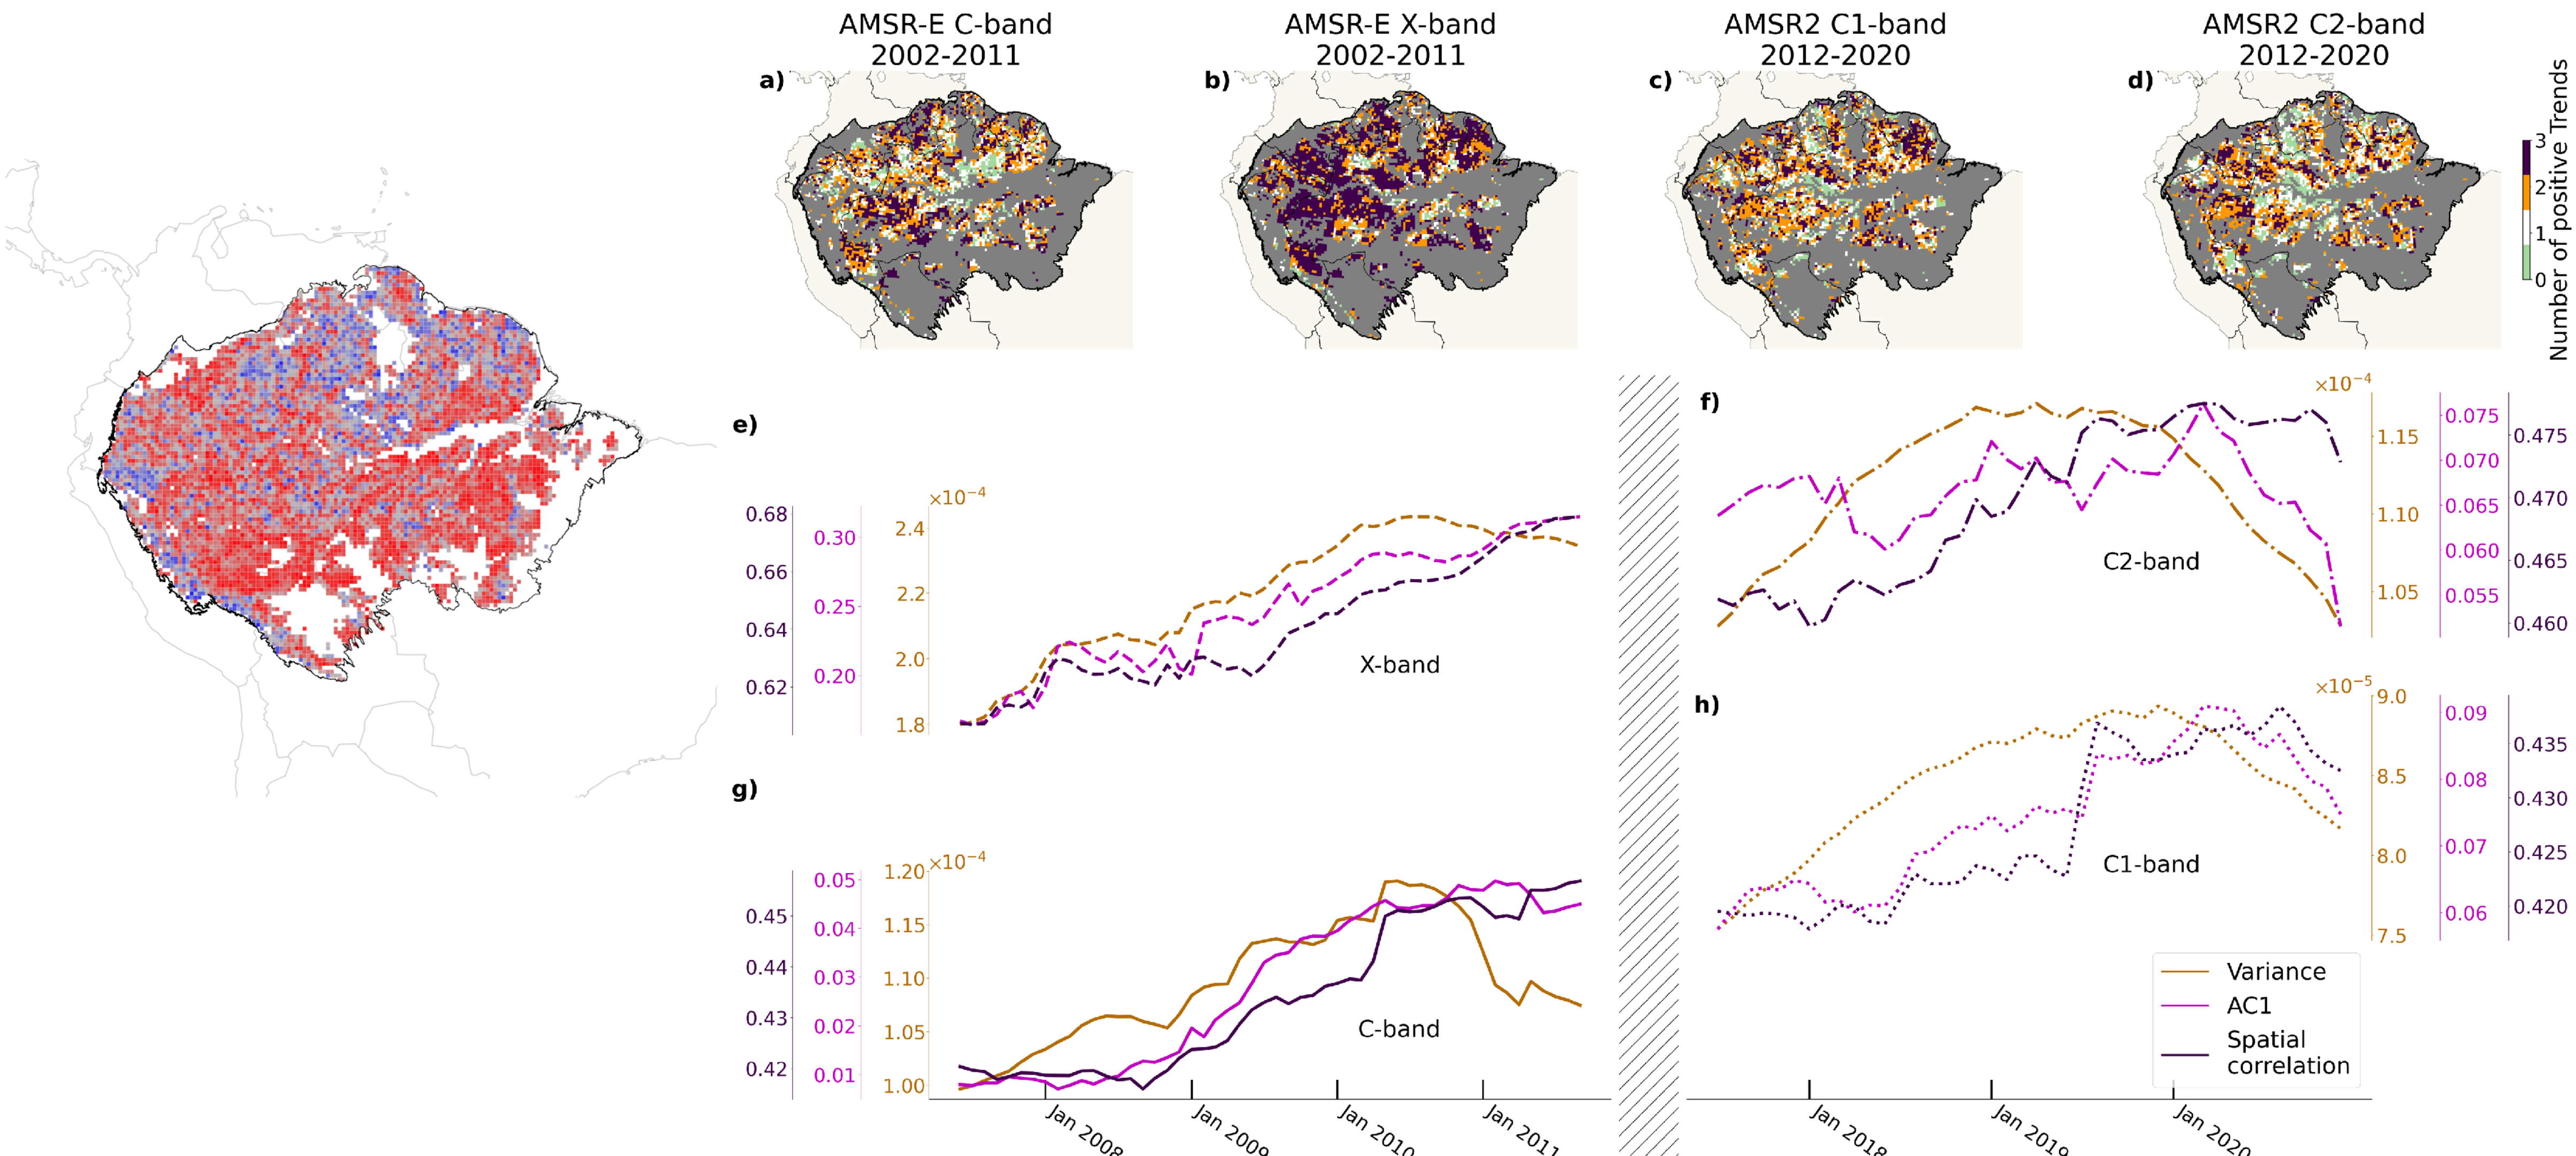 AMSR-E C-band
2002-2011
AMSR-E X-band
2002-2011
AMSR2 C1-band
2012-2020
AMSR2 C2-band
2012-2020
a)
b)
c)
d)
3
2
1
0
Number of positive Trends
e)
0.68
0.66
0.64
0.62
0.30
0.25
0.20
×10⁻⁴
2.4
2.2
2.0
1.8
X-band
f)
×10⁻⁴
1.15
1.10
1.05
0.075
0.070
0.065
0.060
0.055
0.475
0.470
0.465
0.460
C2-band
g)
0.45
0.44
0.43
0.42
0.05
0.04
0.03
0.02
0.01
×10⁻⁴
1.20
1.15
1.10
1.05
1.00
C-band
Jan 2008
Jan 2009
Jan 2010
Jan 2011
h)
×10⁻⁵
9.0
8.5
8.0
7.5
0.09
0.08
0.07
0.06
0.435
0.430
0.425
0.420
C1-band
Variance
AC1
Spatial
correlation
Jan 2018
Jan 2019
Jan 2020